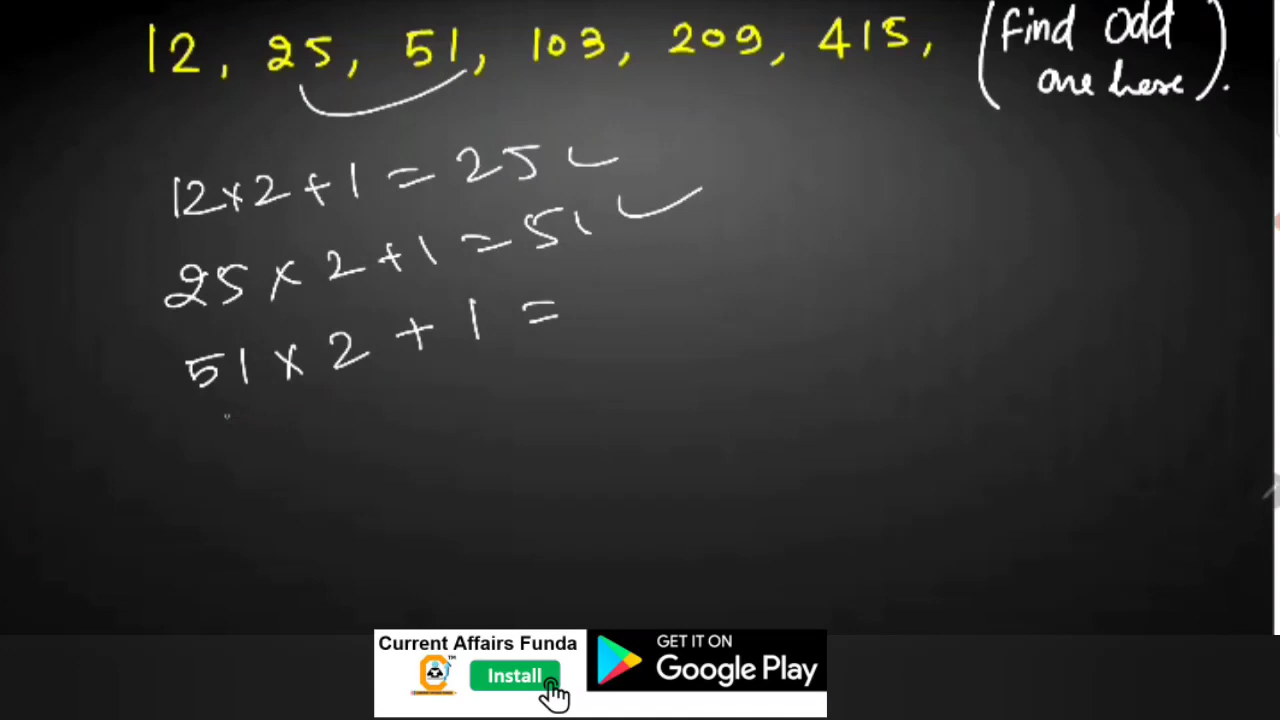 12, 25, 51, 103, 209, 415, (Find odd
one here).
12×2+1 = 25
25 × 2+1 = 51
51 × 2 + 1 =
Current Affairs Funda
Install
GET IT ON
Google Play